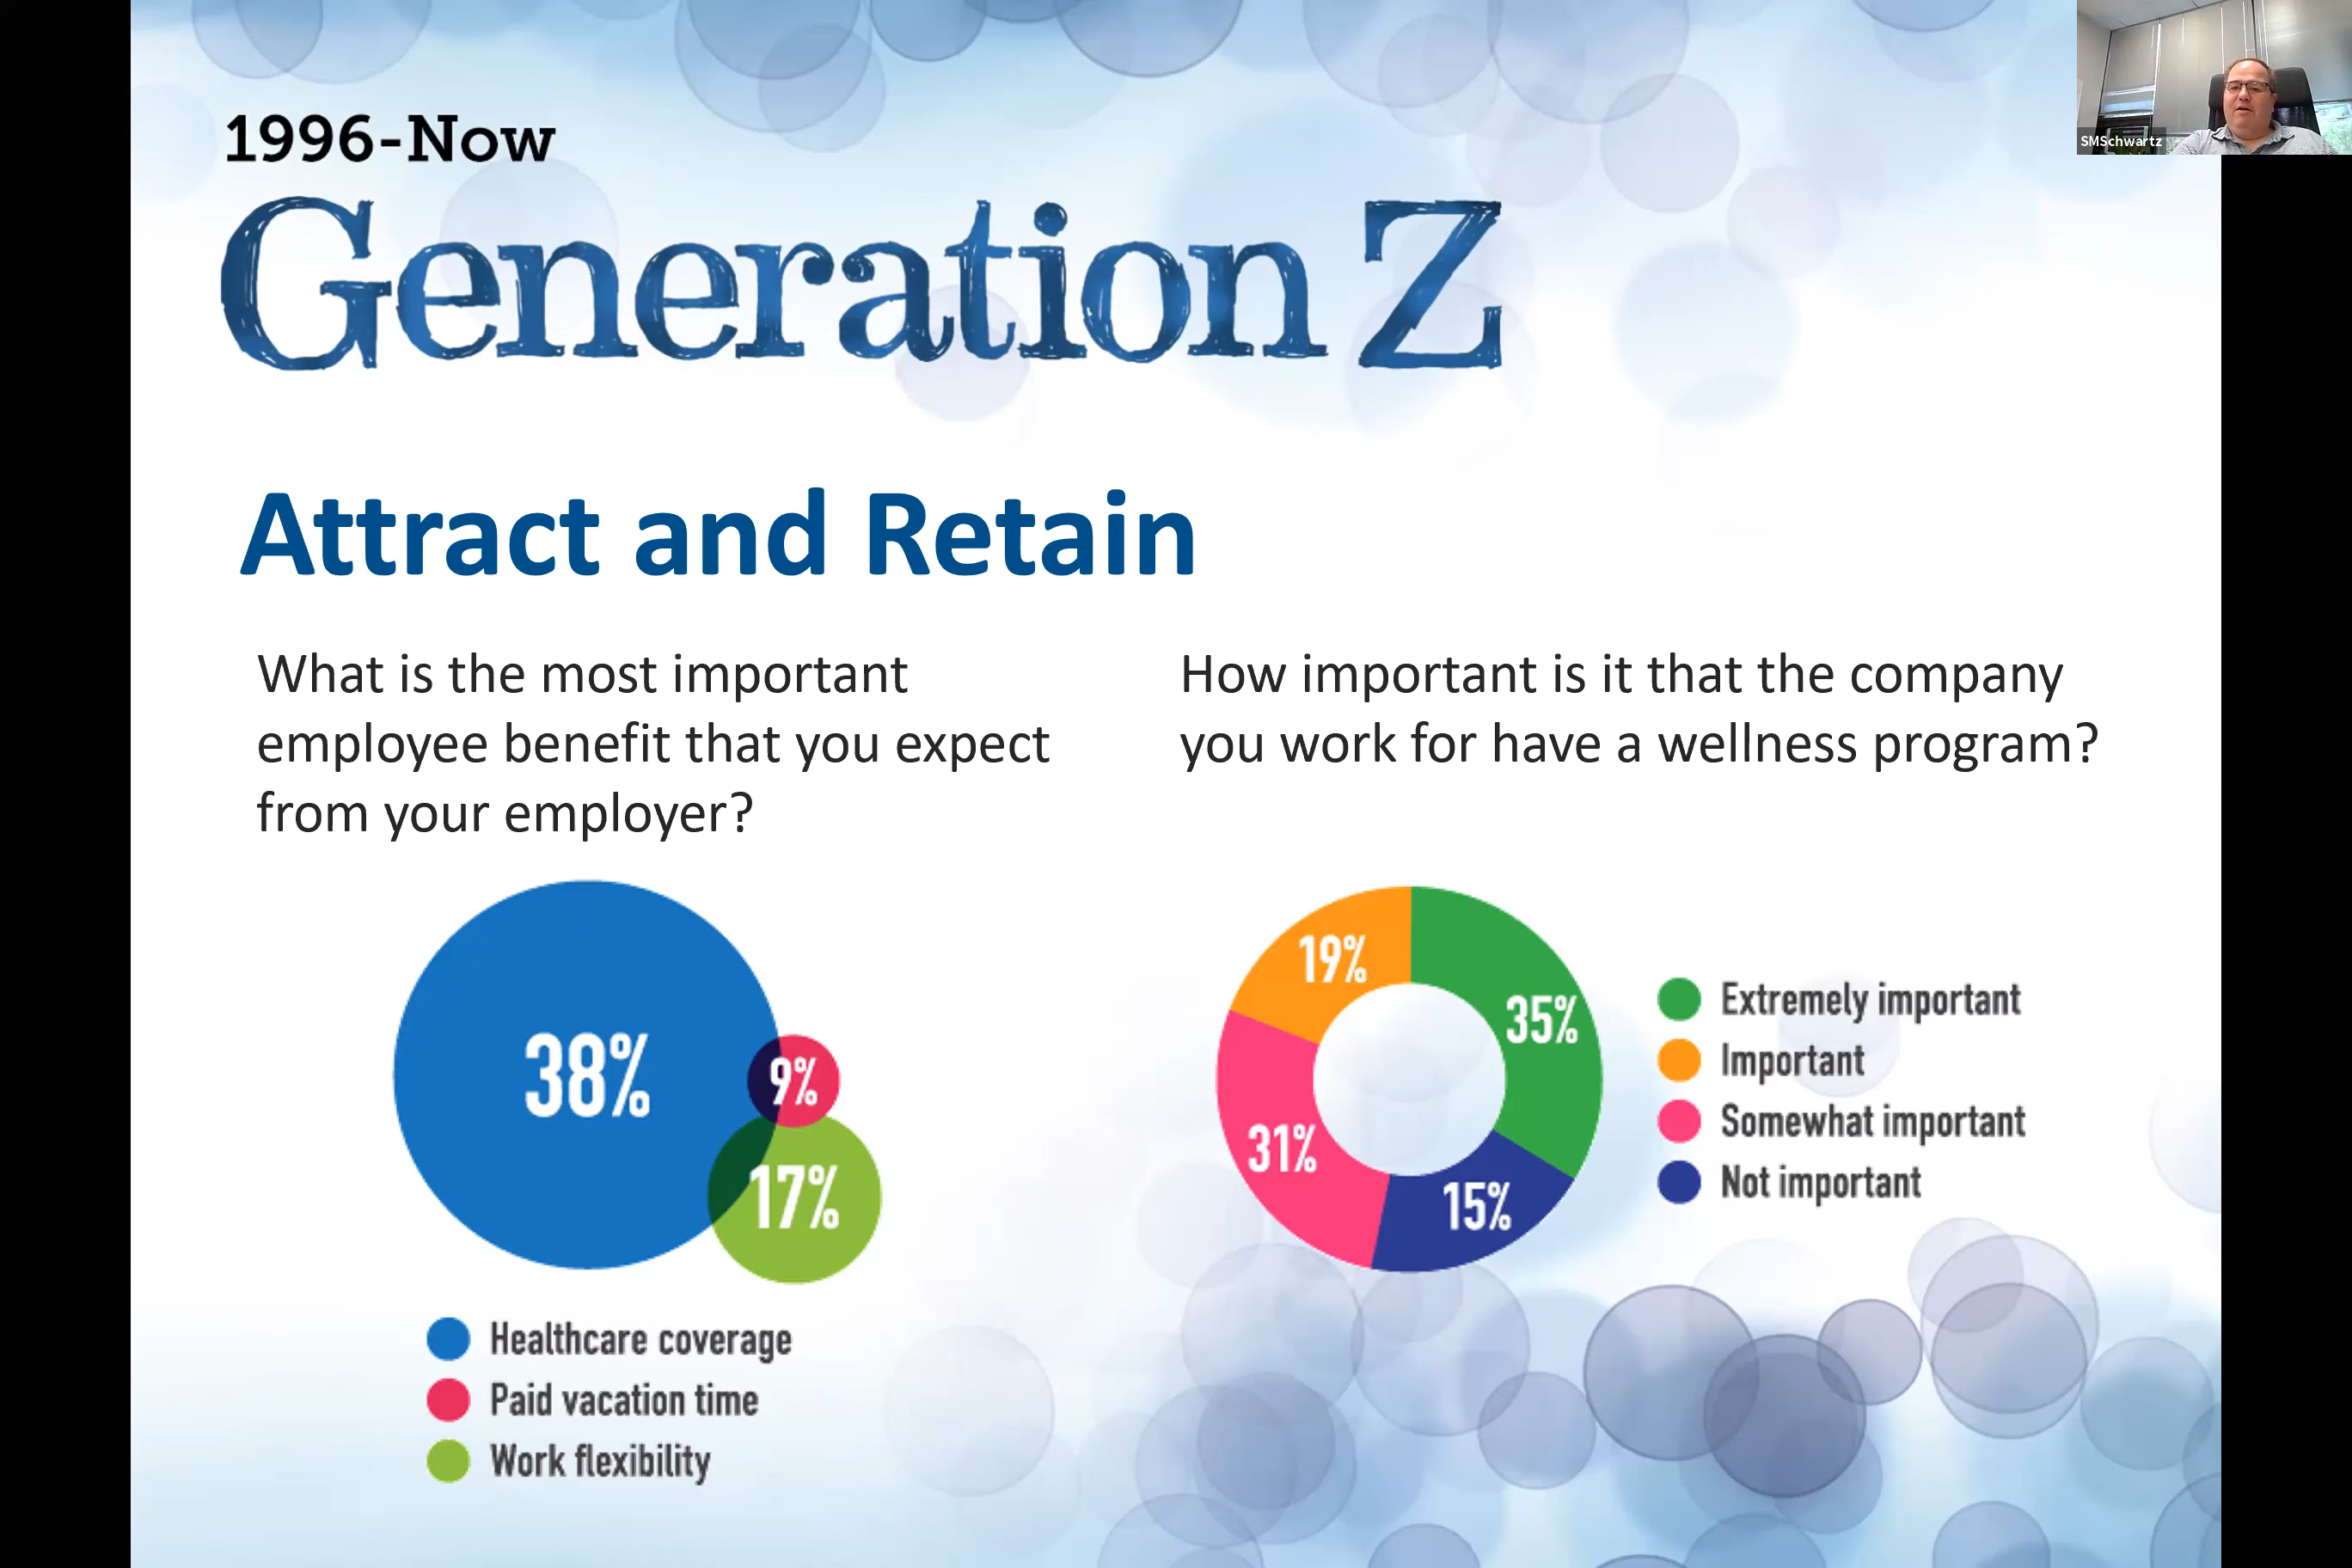 1996-Now
Generation Z
SMSchwartz
Attract and Retain
What is the most important
employee benefit that you expect
from your employer?
38%
9%
17%
Healthcare coverage
Paid vacation time
Work flexibility
How important is it that the company
you work for have a wellness program?
19%
35%
31%
15%
Extremely important
Important
Somewhat important
Not important